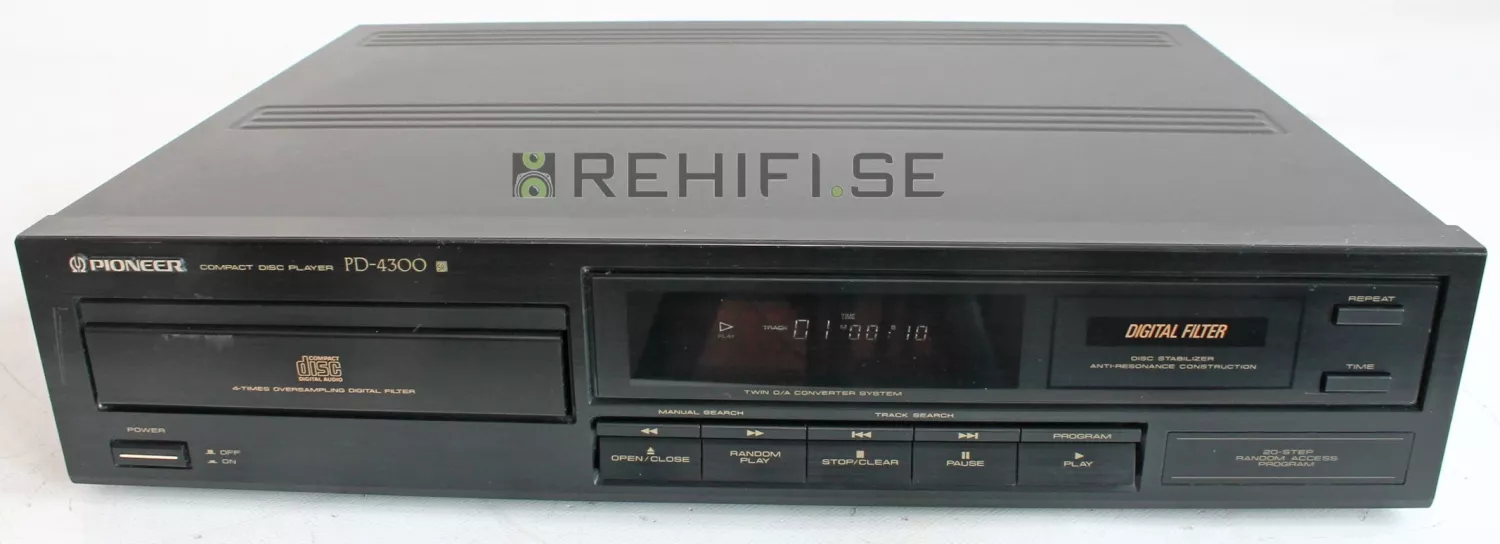 REHIFI.SE
PIONEER COMPACT DISC PLAYER PD-4300
COMPACT
disc
DIGITAL AUDIO
4-TIMES OVERSAMPLING DIGITAL FILTER
POWER
OFF
ON
PLAY
TRACK 01 TIME M 00:10
TWIN D/A CONVERTER SYSTEM
DIGITAL FILTER
DISC STABILIZER
ANTI-RESONANCE CONSTRUCTION
REPEAT
TIME
MANUAL SEARCH
TRACK SEARCH
PROGRAM
OPEN/CLOSE
RANDOM
PLAY
STOP/CLEAR
PAUSE
PLAY
20-STEP
RANDOM ACCESS
PROGRAM